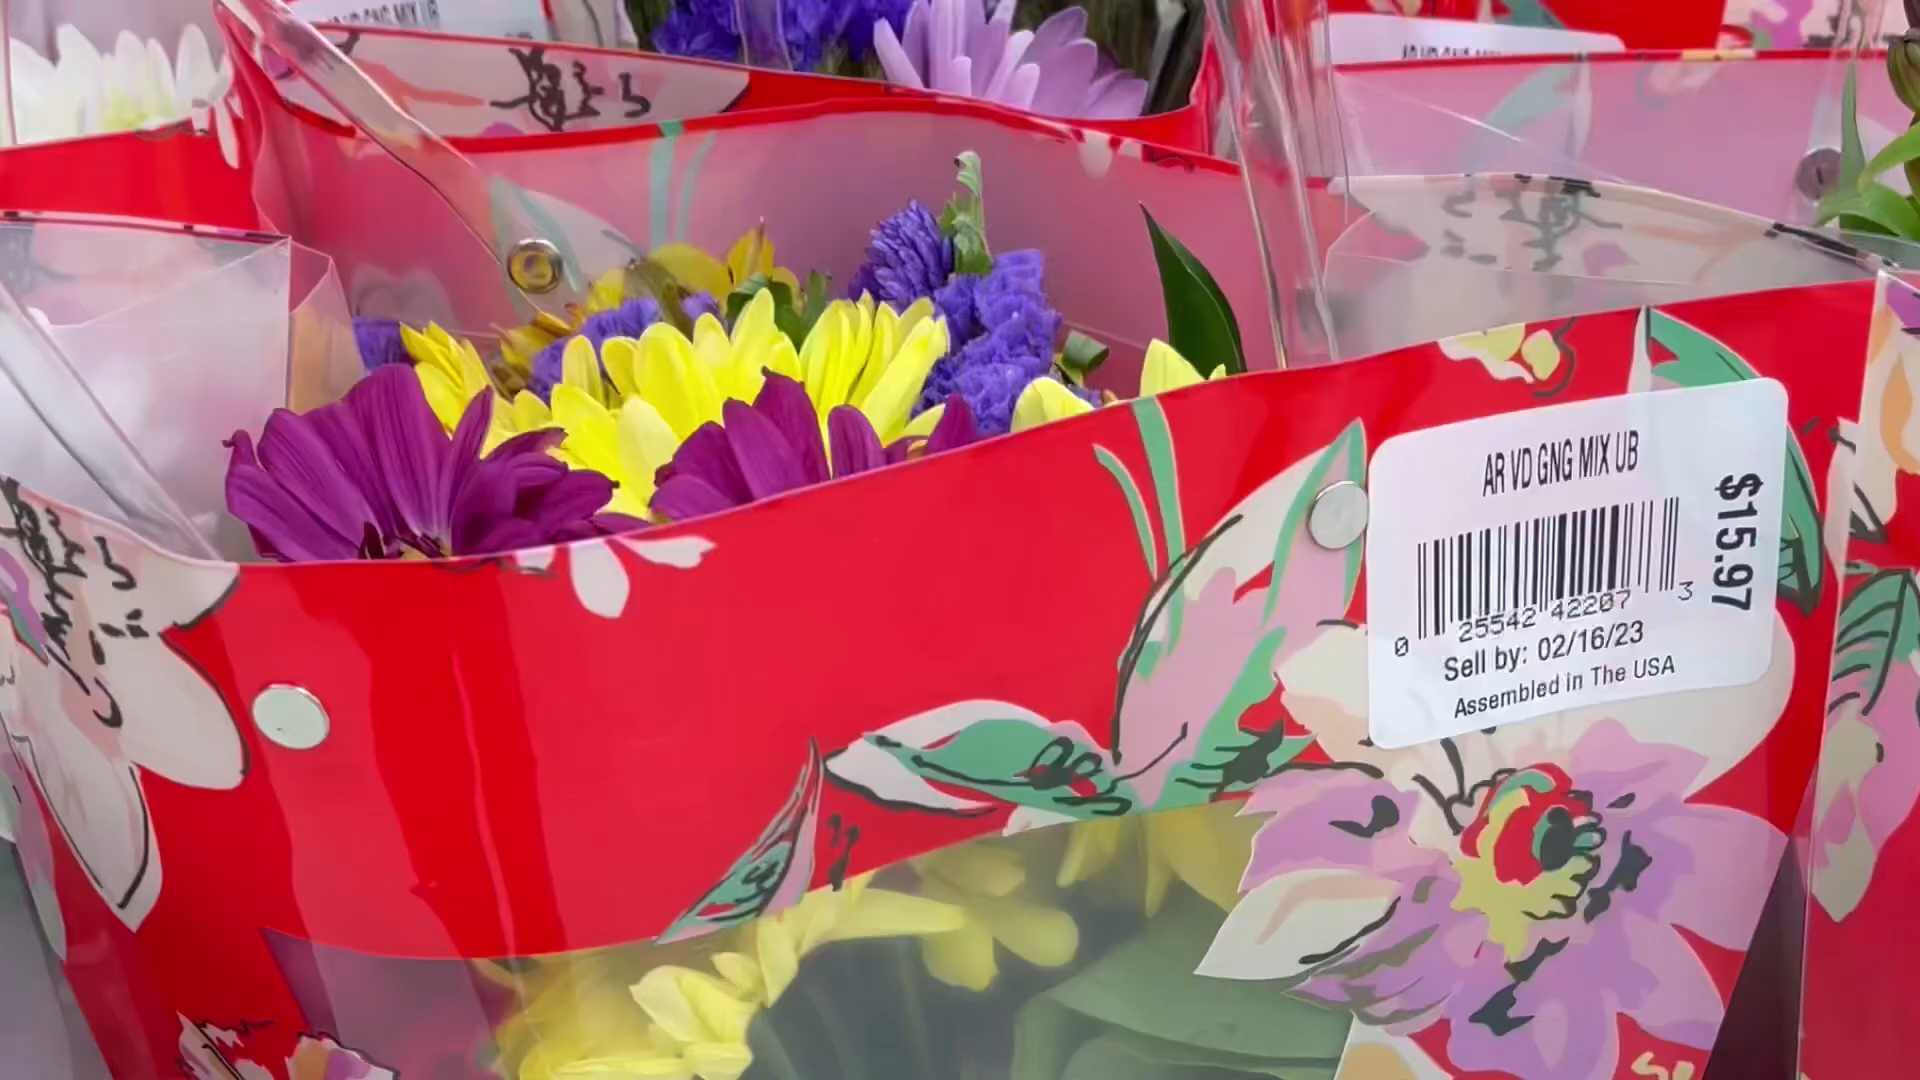 AR VD GNG MIX UB
$15.97
0 25542 42207 3
Sell by: 02/16/23
Assembled in The USA